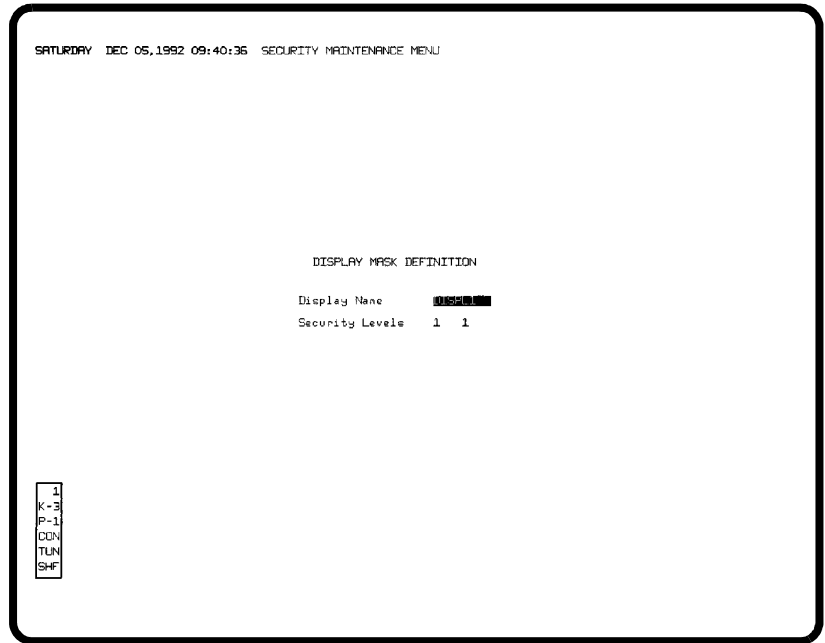 SATURDAY DEC 05,1992 09:40:36 SECURITY MAINTENANCE MENU
DISPLAY MASK DEFINITION
Display Name
Security Levels 1 1
1
K-3
P-1
CON
TUN
SHF